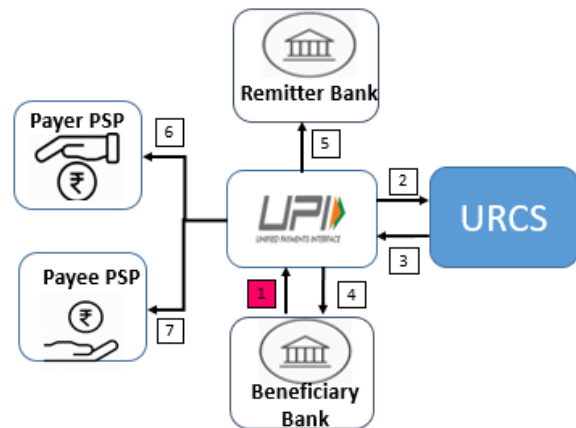 Remitter Bank
Payer PSP
₹
6
5
2
UPI
UNIFIED PAYMENTS INTERFACE
URCS
3
Payee PSP
₹
7
1
4
Beneficiary
Bank